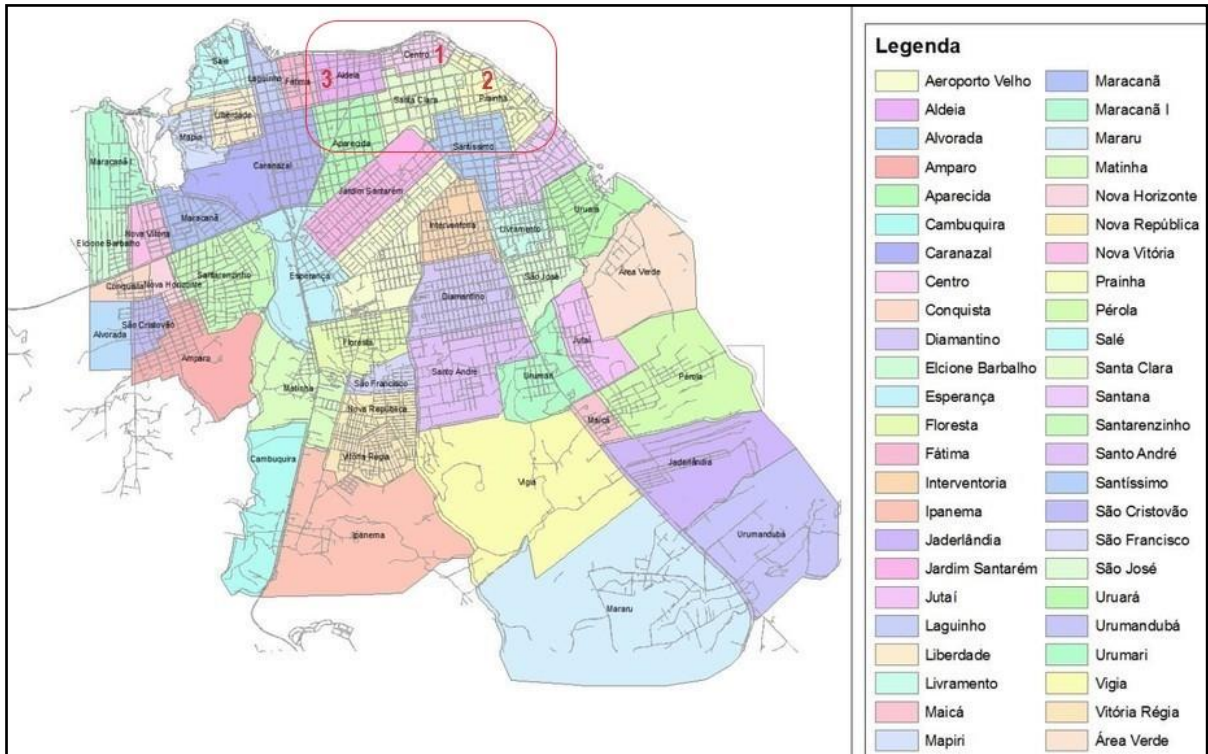 Salé
Laguinho
Fátima
3
Aldeia
Centro
1
2
Prainha
Santa Clara
Liberdade
Mapiri
Aparecida
Santíssimo
Caranazal
Maracanã I
Jardim Santarém
Uruará
Maracanã
Nova Vitória
Interventoria
Livramento
Elcione Barbalho
Santarenzinho
Esperança
São José
Área Verde
Conquista
Nova Horizonte
Diamantino
São Cristovão
Alvorada
Floresta
Jutaí
Ampara
Matinha
São Francisco
Santo André
Urumari
Pérola
Nova República
Maicá
Vitória Régia
Cambuquira
Vigia
Jaderlândia
Ipanema
Urumandubá
Mararu
Legenda
Aeroporto Velho
Aldeia
Alvorada
Amparo
Aparecida
Cambuquira
Caranazal
Centro
Conquista
Diamantino
Elcione Barbalho
Esperança
Floresta
Fátima
Interventoria
Ipanema
Jaderlândia
Jardim Santarém
Jutaí
Laguinho
Liberdade
Livramento
Maicá
Mapiri
Maracanã
Maracanã I
Mararu
Matinha
Nova Horizonte
Nova República
Nova Vitória
Prainha
Pérola
Salé
Santa Clara
Santana
Santarenzinho
Santo André
Santíssimo
São Cristovão
São Francisco
São José
Uruará
Urumandubá
Urumari
Vigia
Vitória Régia
Área Verde